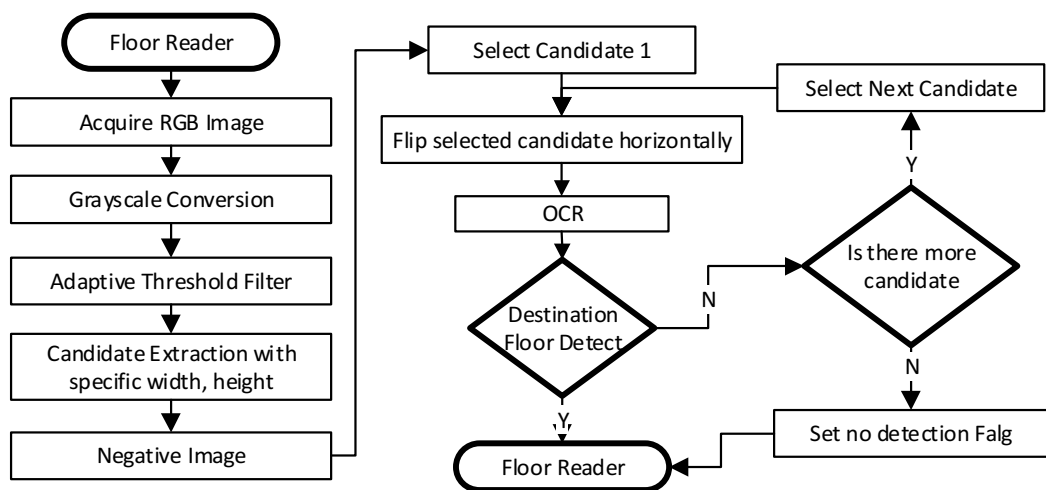 Floor Reader
Acquire RGB Image
Grayscale Conversion
Adaptive Threshold Filter
Candidate Extraction with
specific width, height
Negative Image
Select Candidate 1
Flip selected candidate horizontally
OCR
Destination
Floor Detect
N
Y
Floor Reader
Select Next Candidate
Y
Is there more
candidate
N
Set no detection Falg